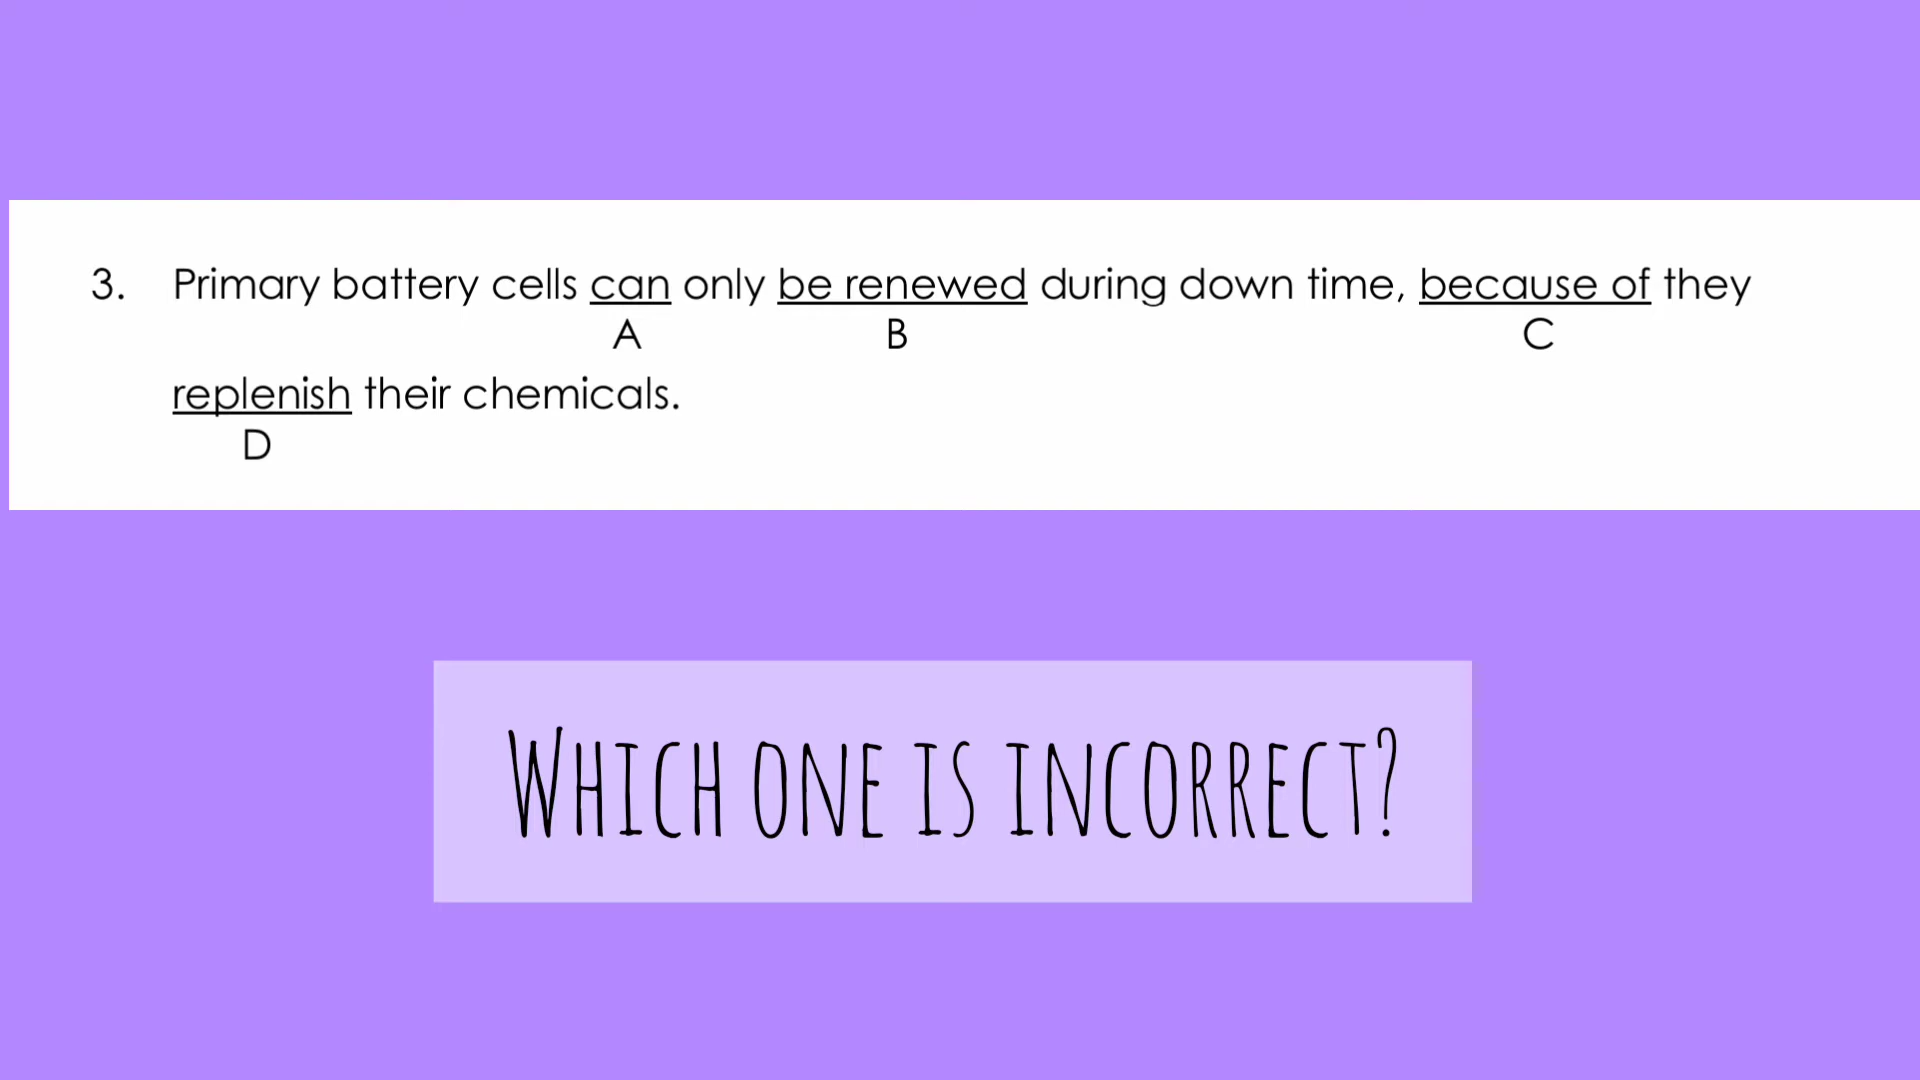 3. Primary battery cells can only be renewed during down time, because of they
A B C
replenish their chemicals.
D
WHICH ONE IS INCORRECT?